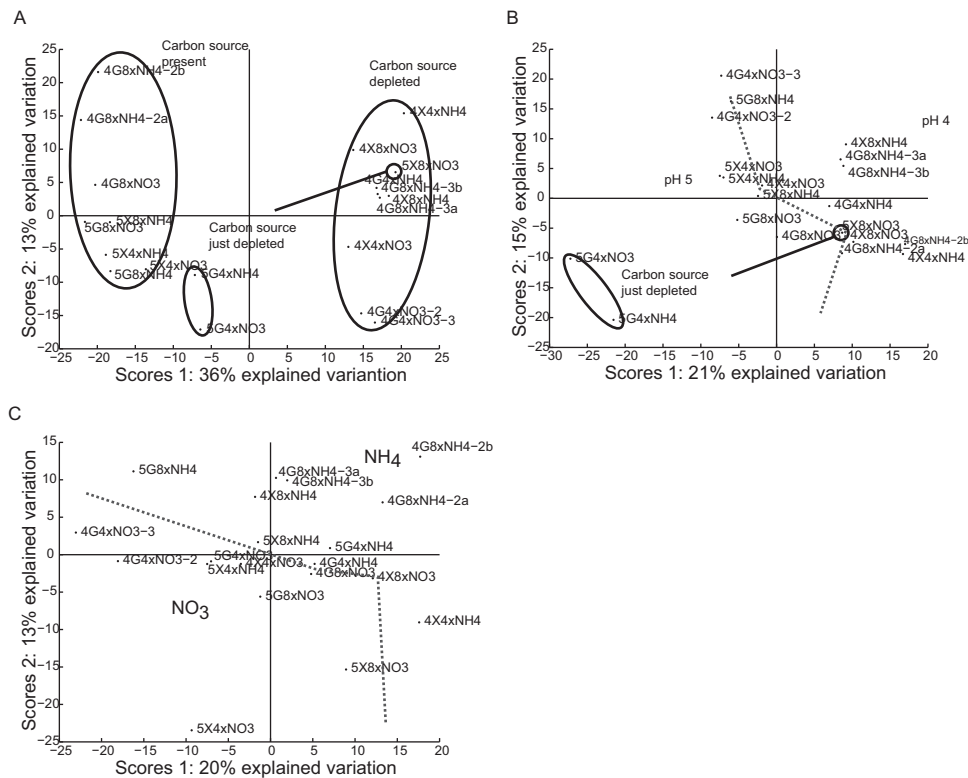 A
Carbon source
present
Carbon source
depleted
Carbon source
just depleted
4G8xNH4−2b
4G8xNH4−2a
4G8xNO3
5X8xNH4
5G8xNO3
5X4xNH4
5X4xNO3
5G8xNH4
5G4xNH4
5G4xNO3
4X4xNH4
4X8xNO3
5X8xNO3
4G4xNH4
4G8xNH4−3b
4X8xNH4
4G8xNH4−3a
4X4xNO3
4G4xNO3−2
4G4xNO3−3
25
20
15
10
5
0
−5
−10
−15
−20
−25 −20 −15 −10 −5 0 5 10 15 20 25
Scores 2: 13% explained variation
Scores 1: 36% explained variantion
B
4G4xNO3−3
5G8xNH4
4G4xNO3−2
pH 4
4X8xNH4
4G8xNH4−3a
4G8xNH4−3b
5X4xNO3
pH 5
5X4xNH4
4X4xNO3
5X8xNH4
4G4xNH4
5G8xNO3
5X8xNO3
4G8xNO3
4X8xNO3
4G8xNH4−2b
4G8xNH4−2a
4X4xNH4
5G4xNO3
Carbon source
just depleted
5G4xNH4
25
20
15
10
5
0
−5
−10
−15
−20
−25
−30 −25 −20 −15 −10 −5 0 5 10 15 20
Scores 2: 15% explained variation
Scores 1: 21% explained variation
C
4G8xNH4−2b
NH4
5G8xNH4
4G8xNH4−3a
4G8xNH4−3b
4X8xNH4
4G8xNH4−2a
4G4xNO3−3
5X8xNH4
5G4xNH4
4G4xNO3−2
5G4xNO3
4X4xNO3
4G4xNH4
5X4xNH4
4G8xNO3
4X8xNO3
5G8xNO3
NO3
4X4xNH4
5X8xNO3
5X4xNO3
15
10
5
0
−5
−10
−15
−20
−25
−25 −20 −15 −10 −5 0 5 10 15 20
Scores 2: 13% explained variation
Scores 1: 20% explained variation